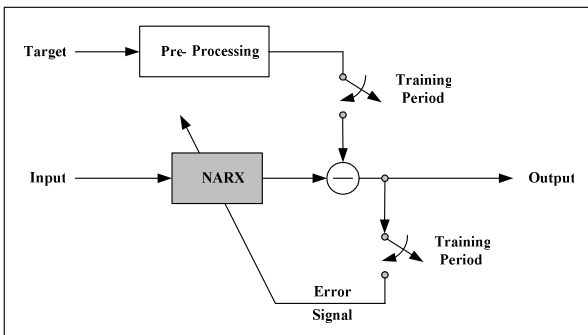 Target
Pre- Processing
Training
Period
Input
NARX
Output
Training
Period
Error
Signal